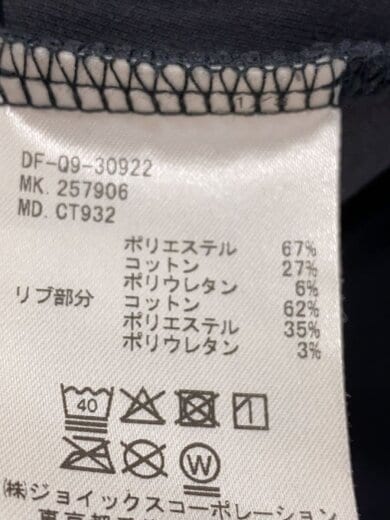 DF-Q9-30922
MK. 257906
MD. CT932
ポリエステル 67%
コットン 27%
ポリウレタン 6%
リブ部分 コットン 62%
ポリエステル 35%
ポリウレタン 3%
40
W
(株)ジョイックスコーポレーション
東京都